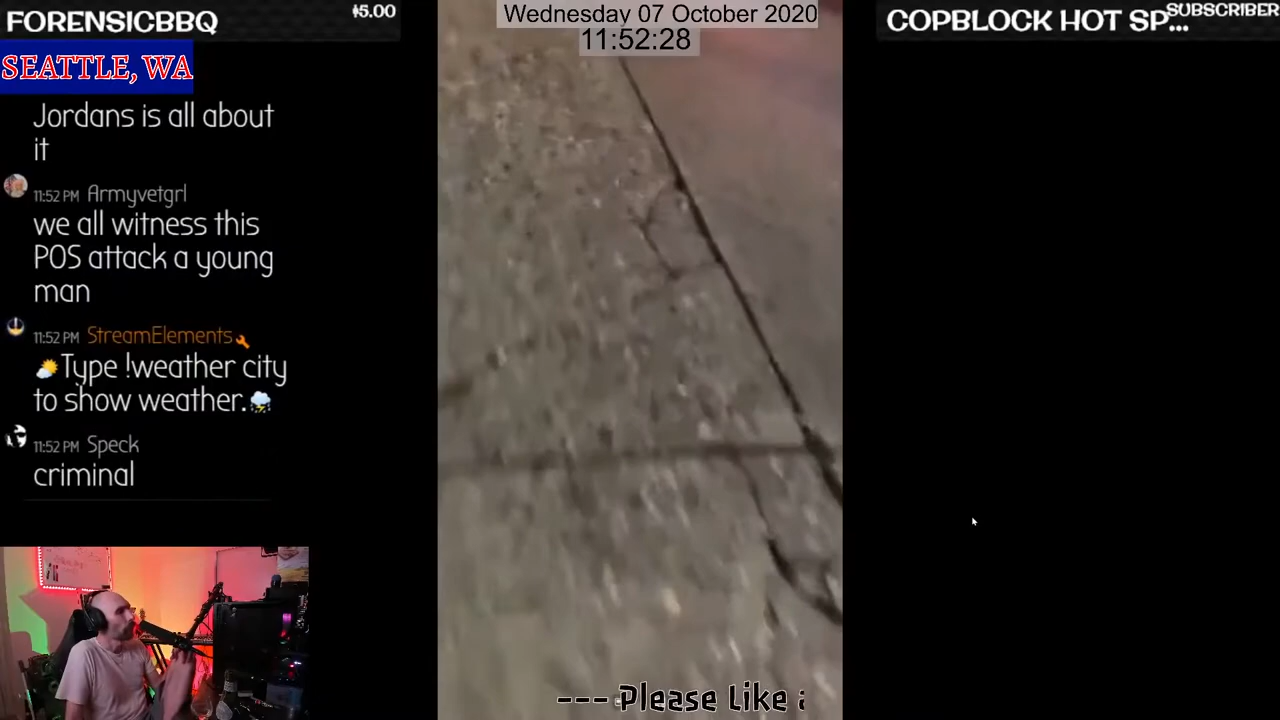 FORENSICBBQ
$5.00
SEATTLE, WA
Jordans is all about
it
11:52 PM Armyvetgrl
we all witness this
POS attack a young
man
11:52 PM StreamElements
Type !weather city
to show weather.
11:52 PM Speck
criminal
Wednesday 07 October 2020
11:52:28
--- Please Like a
COPBLOCK HOT SP...
SUBSCRIBER